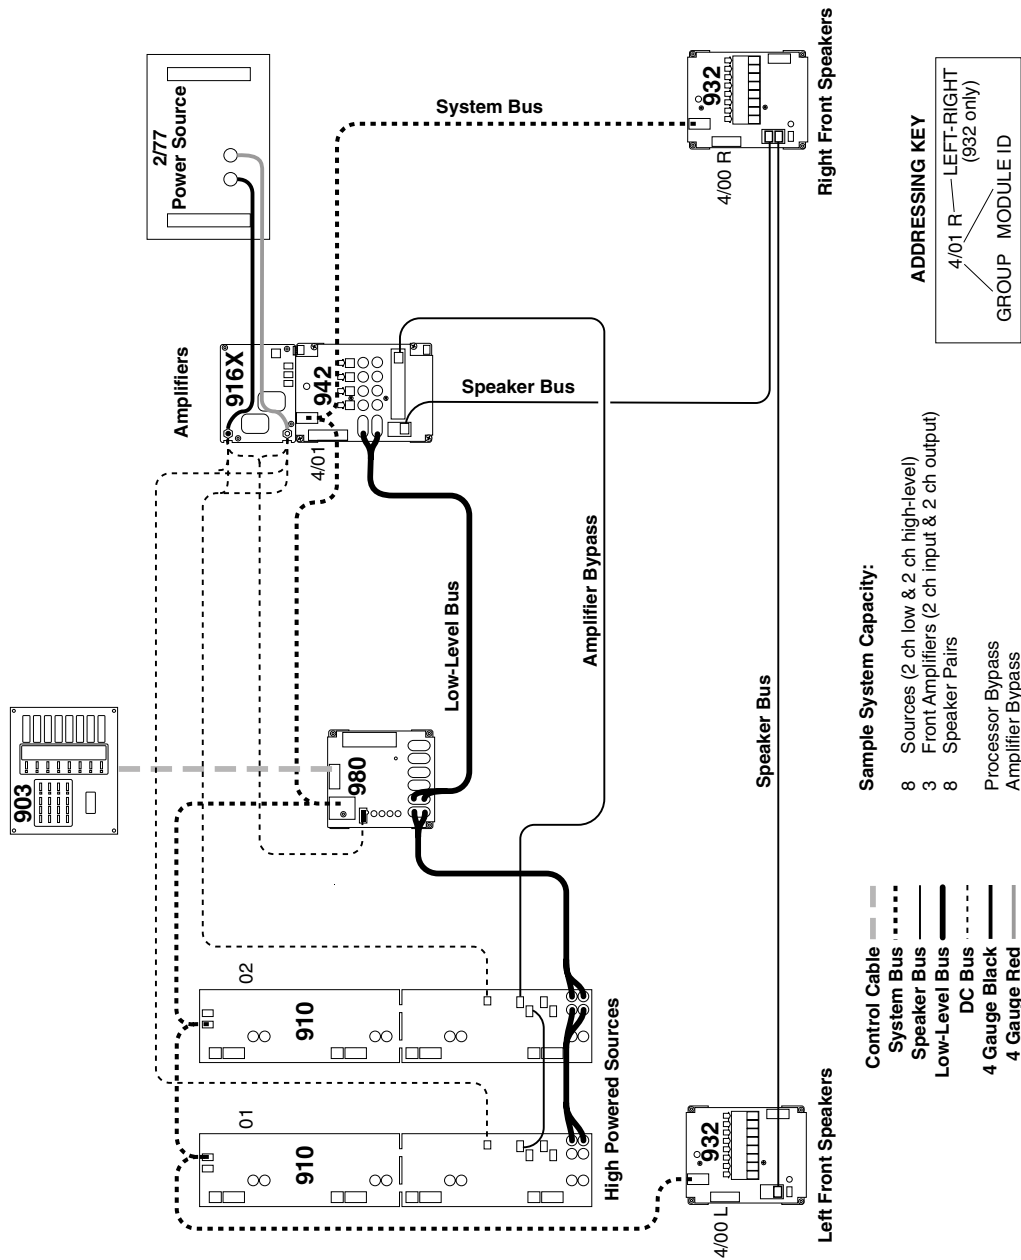 2/77
Power Source
System Bus
932
4/00 R
Right Front Speakers
Amplifiers
916X
942
4/01
Speaker Bus
ADDRESSING KEY
4/01 R
LEFT-RIGHT
(932 only)
GROUP MODULE ID
903
980
Low-Level Bus
Amplifier Bypass
Speaker Bus
Sample System Capacity:
8 Sources (2 ch low & 2 ch high-level)
3 Front Amplifiers (2 ch input & 2 ch output)
8 Speaker Pairs
Processor Bypass
Amplifier Bypass
02
910
01
910
High Powered Sources
932
4/00 L
Left Front Speakers
Control Cable
System Bus
Speaker Bus
Low-Level Bus
DC Bus
4 Gauge Black
4 Gauge Red